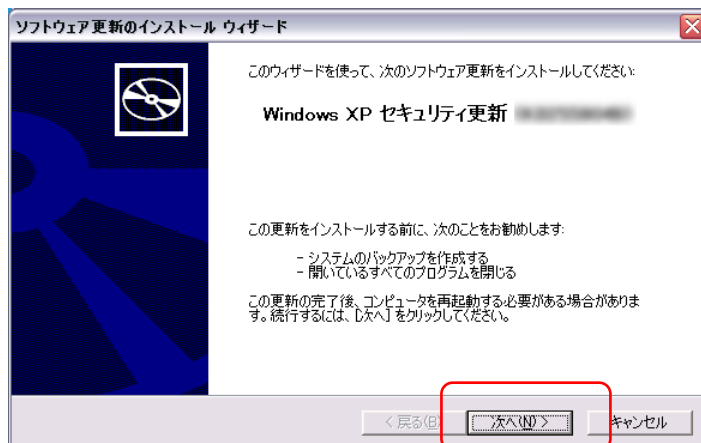 ソフトウェア更新のインストール ウィザード
このウィザードを使って、次のソフトウェア更新をインストールしてください:
Windows XP セキュリティ更新
この更新をインストールする前に、次のことをお勧めします:
- システムのバックアップを作成する
- 開いているすべてのプログラムを閉じる
この更新の完了後、コンピュータを再起動する必要がある場合がありま
す。続行するには、[次へ] をクリックしてください。
< 戻る(B) 次へ(N) > キャンセル